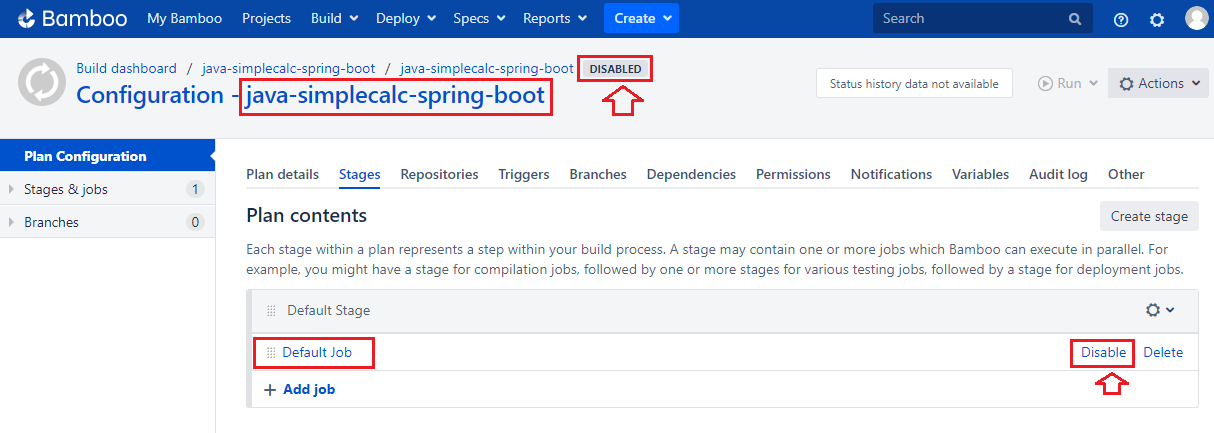 Bamboo My Bamboo Projects Build Deploy Specs Reports Create Search
Build dashboard / java-simplecalc-spring-boot / java-simplecalc-spring-boot DISABLED
Configuration - java-simplecalc-spring-boot
Status history data not available Run Actions
Plan Configuration
Stages & jobs 1
Branches 0
Plan details Stages Repositories Triggers Branches Dependencies Permissions Notifications Variables Audit log Other
Plan contents
Create stage
Each stage within a plan represents a step within your build process. A stage may contain one or more jobs which Bamboo can execute in parallel. For
example, you might have a stage for compilation jobs, followed by one or more stages for various testing jobs, followed by a stage for deployment jobs.
Default Stage
Default Job Disable Delete
+ Add job